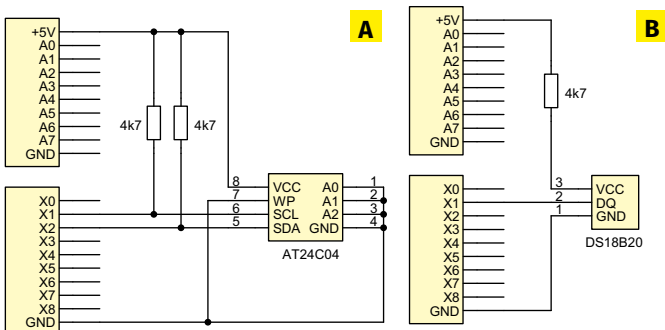 A
+5V
A0
A1
A2
A3
A4
A5
A6
A7
GND
4k7
4k7
X0
X1
X2
X3
X4
X5
X6
X7
X8
GND
8 VCC A0 1
7 WP A1 2
6 SCL A2 3
5 SDA GND 4
AT24C04
B
+5V
A0
A1
A2
A3
A4
A5
A6
A7
GND
4k7
X0
X1
X2
X3
X4
X5
X6
X7
X8
GND
3 VCC
2 DQ
1 GND
DS18B20